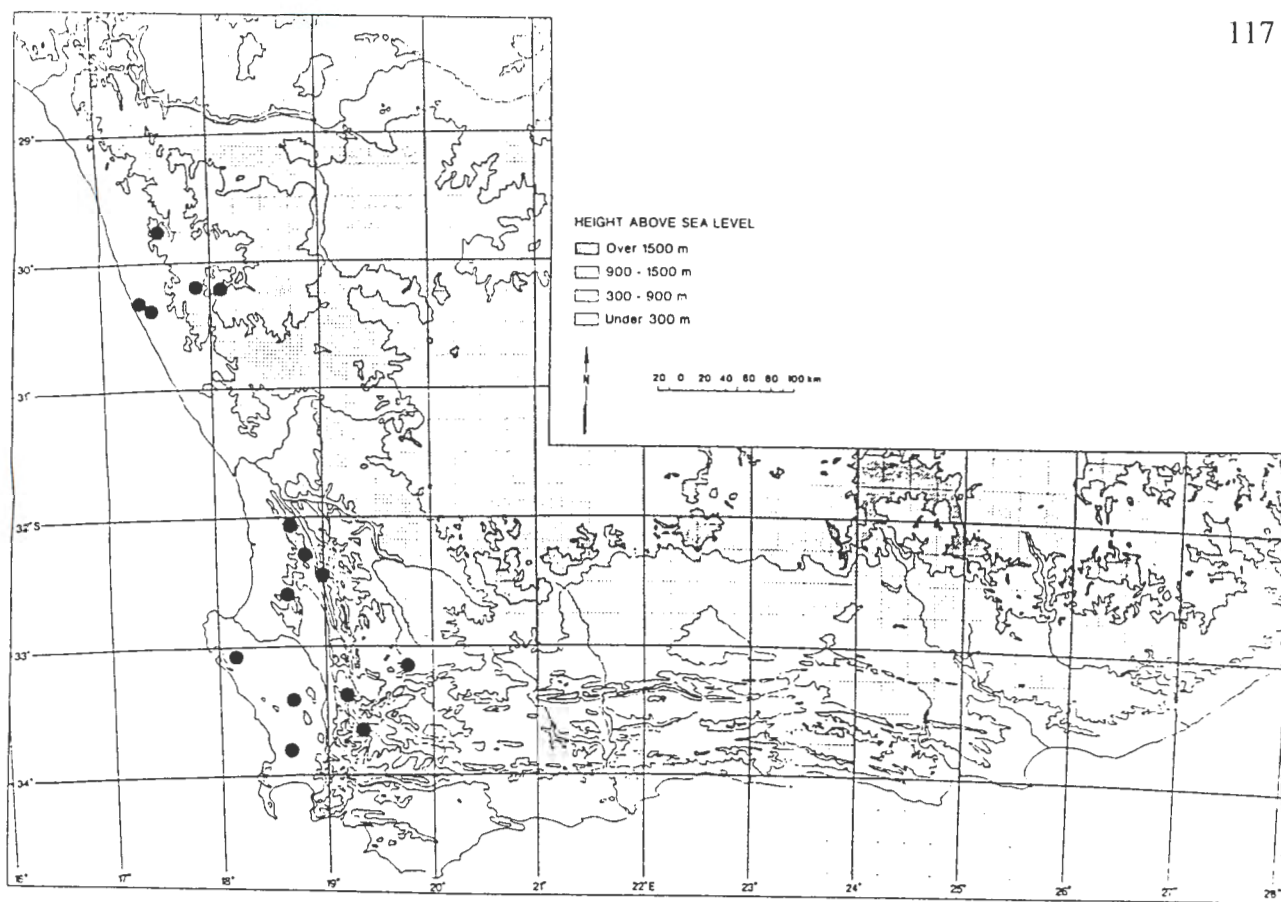 117
29°
30°
31°
32°S
33°
34°
HEIGHT ABOVE SEA LEVEL
Over 1500 m
900 - 1500 m
300 - 900 m
Under 300 m
N
20 0 20 40 60 80 100 km
16° 17° 18° 19° 20° 21° 22°E 23° 24° 25° 26° 27° 28°